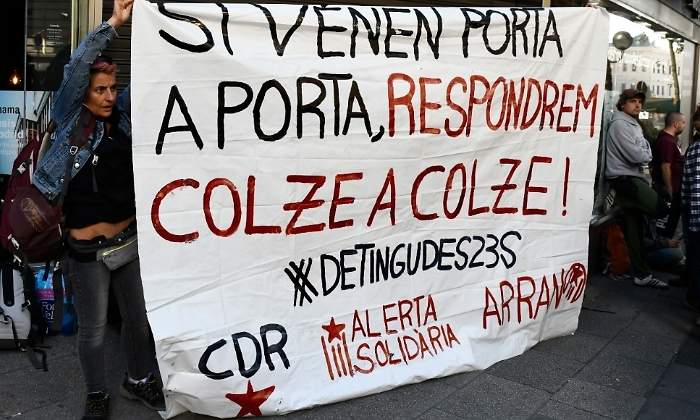 SI VENEN PORTA
A PORTA, RESPONDREM
COLZE A COLZE!
#DETINGUDES23S
CDR
ALERTA
SOLIDÀRIA
ARRAN